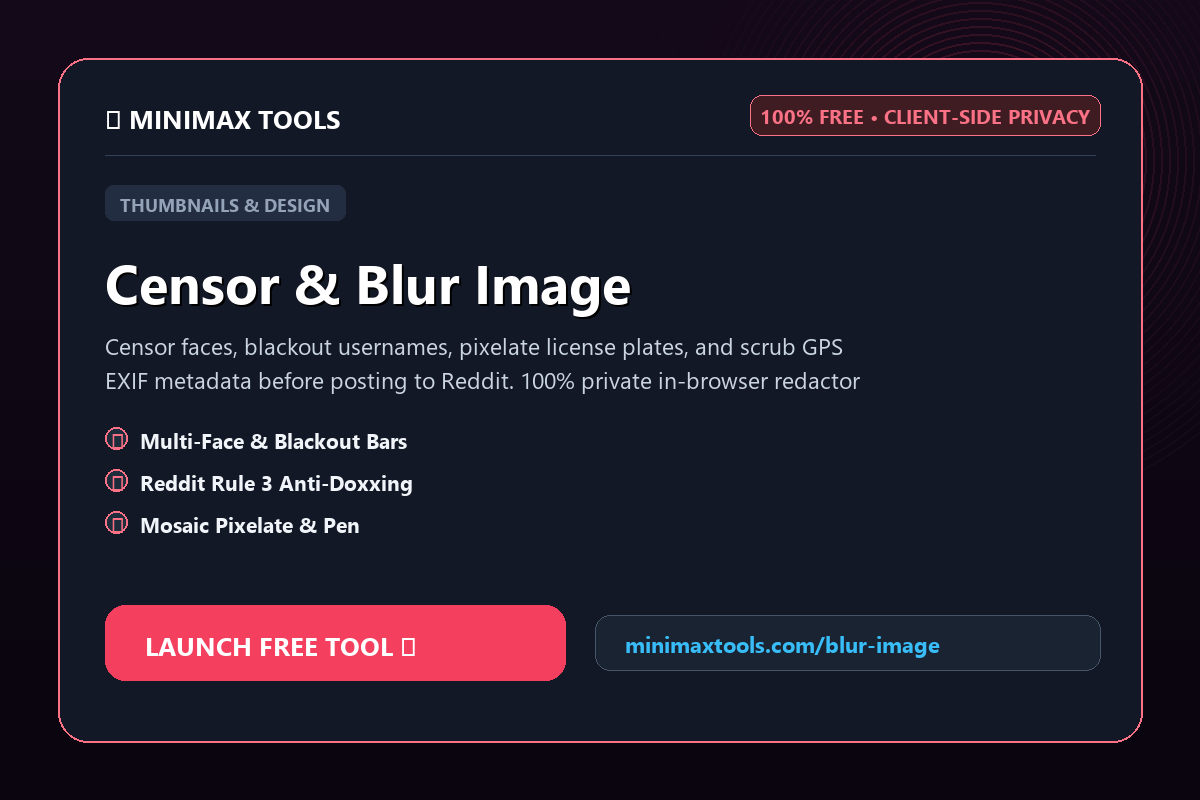 MINIMAX TOOLS
100% FREE • CLIENT-SIDE PRIVACY
THUMBNAILS & DESIGN
Censor & Blur Image
Censor faces, blackout usernames, pixelate license plates, and scrub GPS
EXIF metadata before posting to Reddit. 100% private in-browser redactor
Multi-Face & Blackout Bars
Reddit Rule 3 Anti-Doxxing
Mosaic Pixelate & Pen
LAUNCH FREE TOOL
minimaxtools.com/blur-image